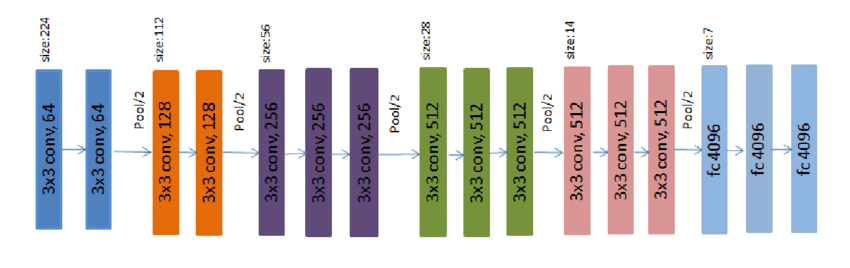 size:224
3x3 conv, 64
3x3 conv, 64
Pool/2
size:112
3x3 conv, 128
3x3 conv, 128
Pool/2
size:56
3x3 conv, 256
3x3 conv, 256
3x3 conv, 256
Pool/2
size:28
3x3 conv, 512
3x3 conv, 512
3x3 conv, 512
Pool/2
size:14
3x3 conv, 512
3x3 conv, 512
3x3 conv, 512
Pool/2
size:7
fc 4096
fc 4096
fc 4096